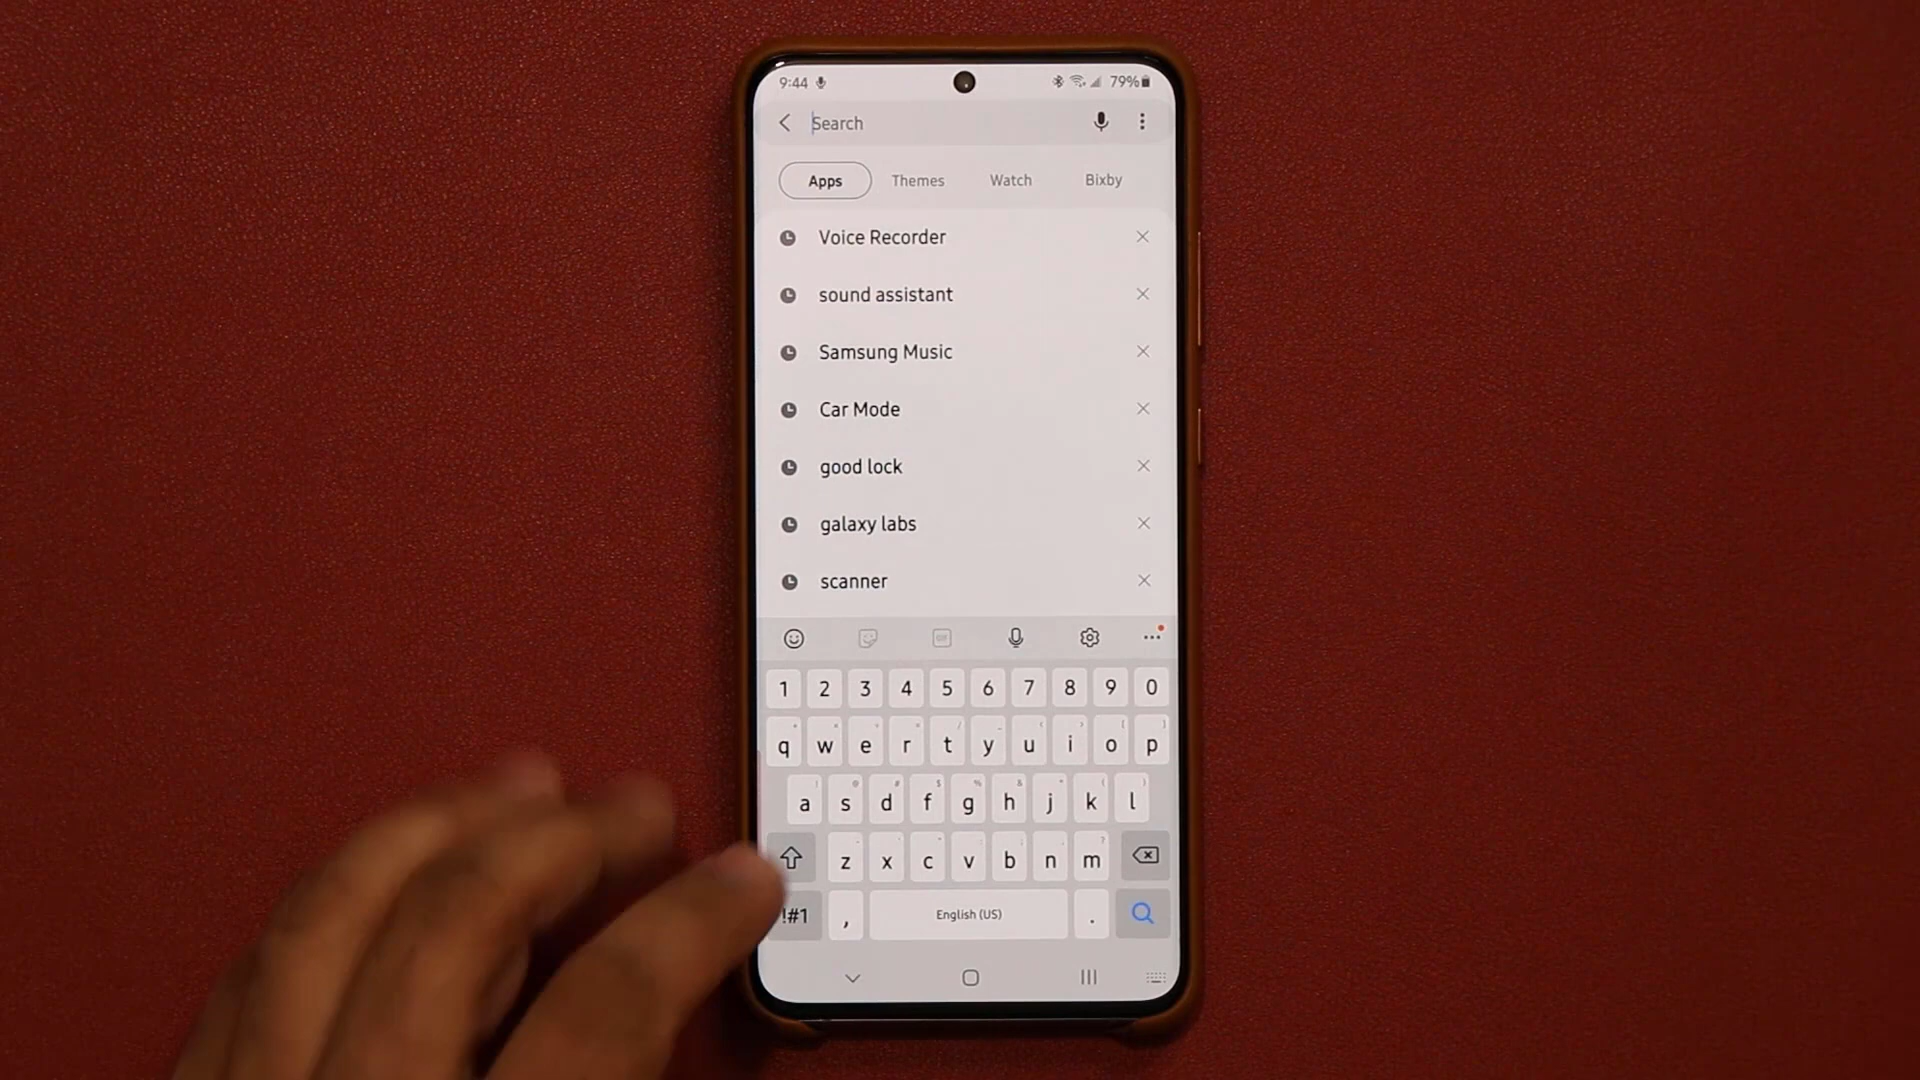 9:44 79%
Search
Apps Themes Watch Bixby
Voice Recorder
sound assistant
Samsung Music
Car Mode
good lock
galaxy labs
scanner
GIF
1 2 3 4 5 6 7 8 9 0
q w e r t y u i o p
a s d f g h j k l
z x c v b n m
!#1 , English (US) .